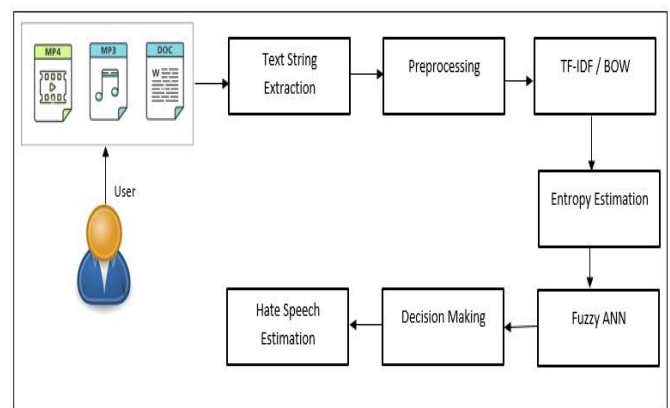 MP4
MP3
DOC
W
Text String
Extraction
Preprocessing
TF-IDF / BOW
User
Entropy Estimation
Hate Speech
Estimation
Decision Making
Fuzzy ANN